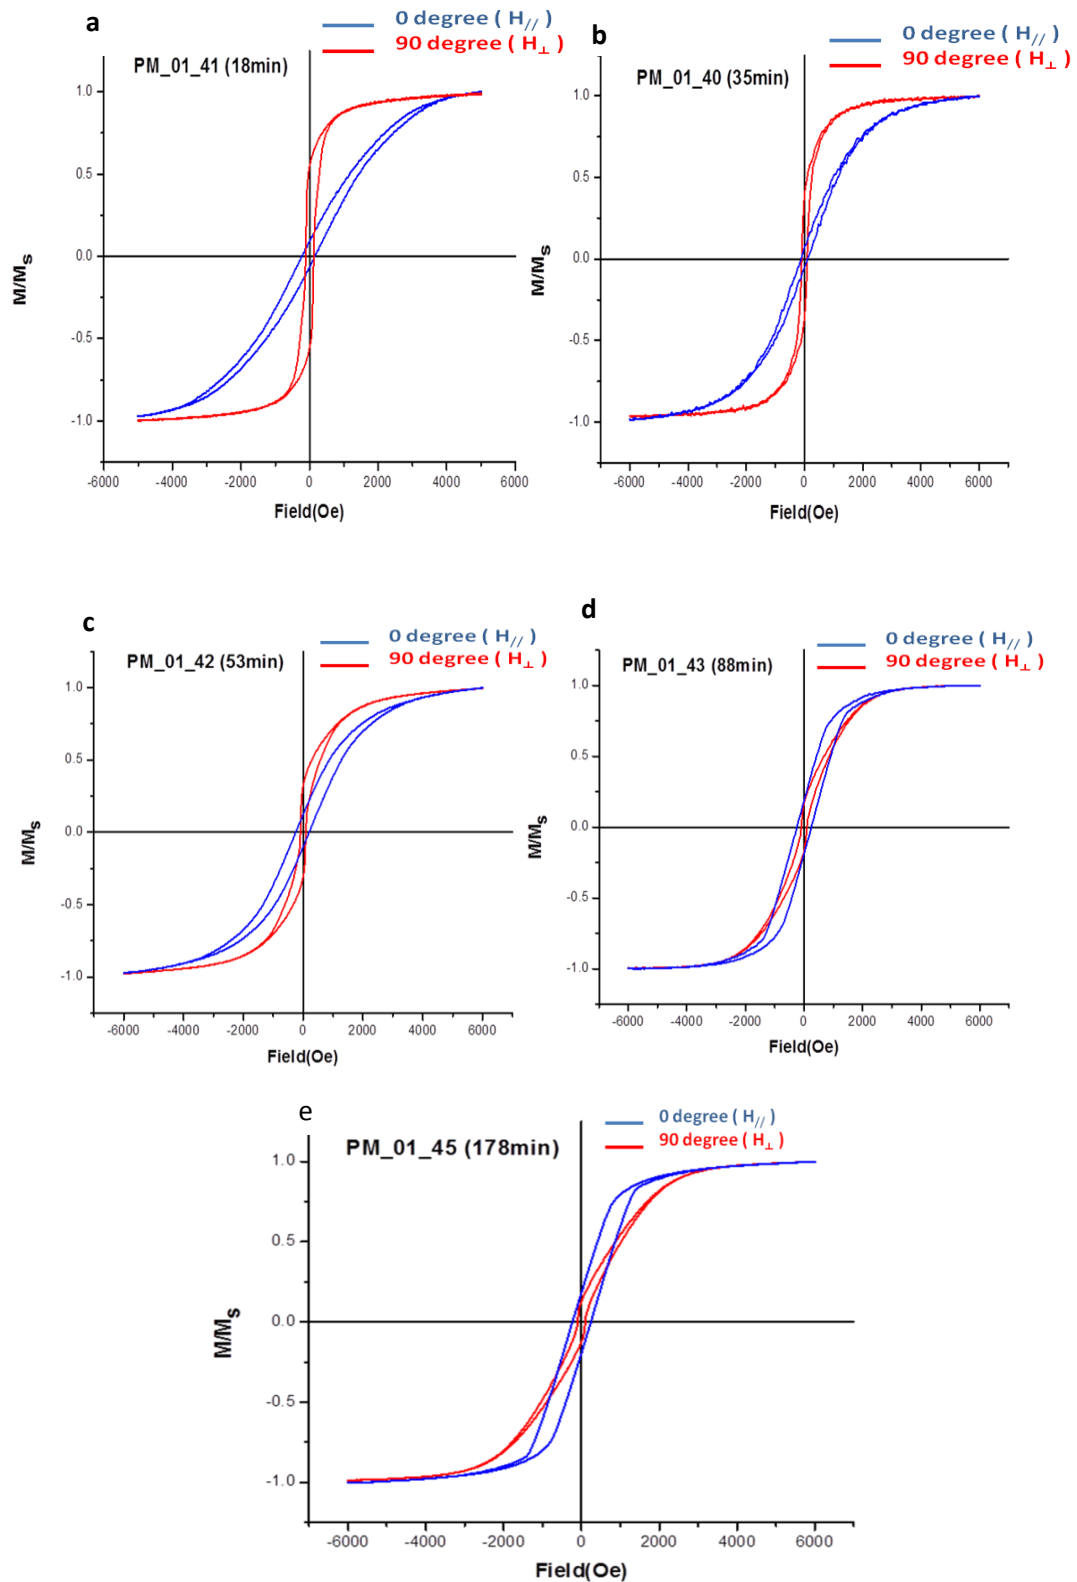 a
0 degree ( H// )
90 degree ( H⊥ )
PM_01_41 (18min)
1.0
0.5
0.0
-0.5
-1.0
M/MS
-6000 -4000 -2000 0 2000 4000 6000
Field(Oe)
b
0 degree ( H// )
90 degree ( H⊥ )
PM_01_40 (35min)
1.0
0.5
0.0
-0.5
-1.0
M/MS
-6000 -4000 -2000 0 2000 4000 6000
Field(Oe)
c
0 degree ( H// )
90 degree ( H⊥ )
PM_01_42 (53min)
1.0
0.5
0.0
-0.5
-1.0
M/MS
-6000 -4000 -2000 0 2000 4000 6000
Field(Oe)
d
0 degree ( H// )
90 degree ( H⊥ )
PM_01_43 (88min)
1.0
0.5
0.0
-0.5
-1.0
M/MS
-6000 -4000 -2000 0 2000 4000 6000
Field(Oe)
e
0 degree ( H// )
90 degree ( H⊥ )
PM_01_45 (178min)
1.0
0.5
0.0
-0.5
-1.0
M/MS
-6000 -4000 -2000 0 2000 4000 6000
Field(Oe)